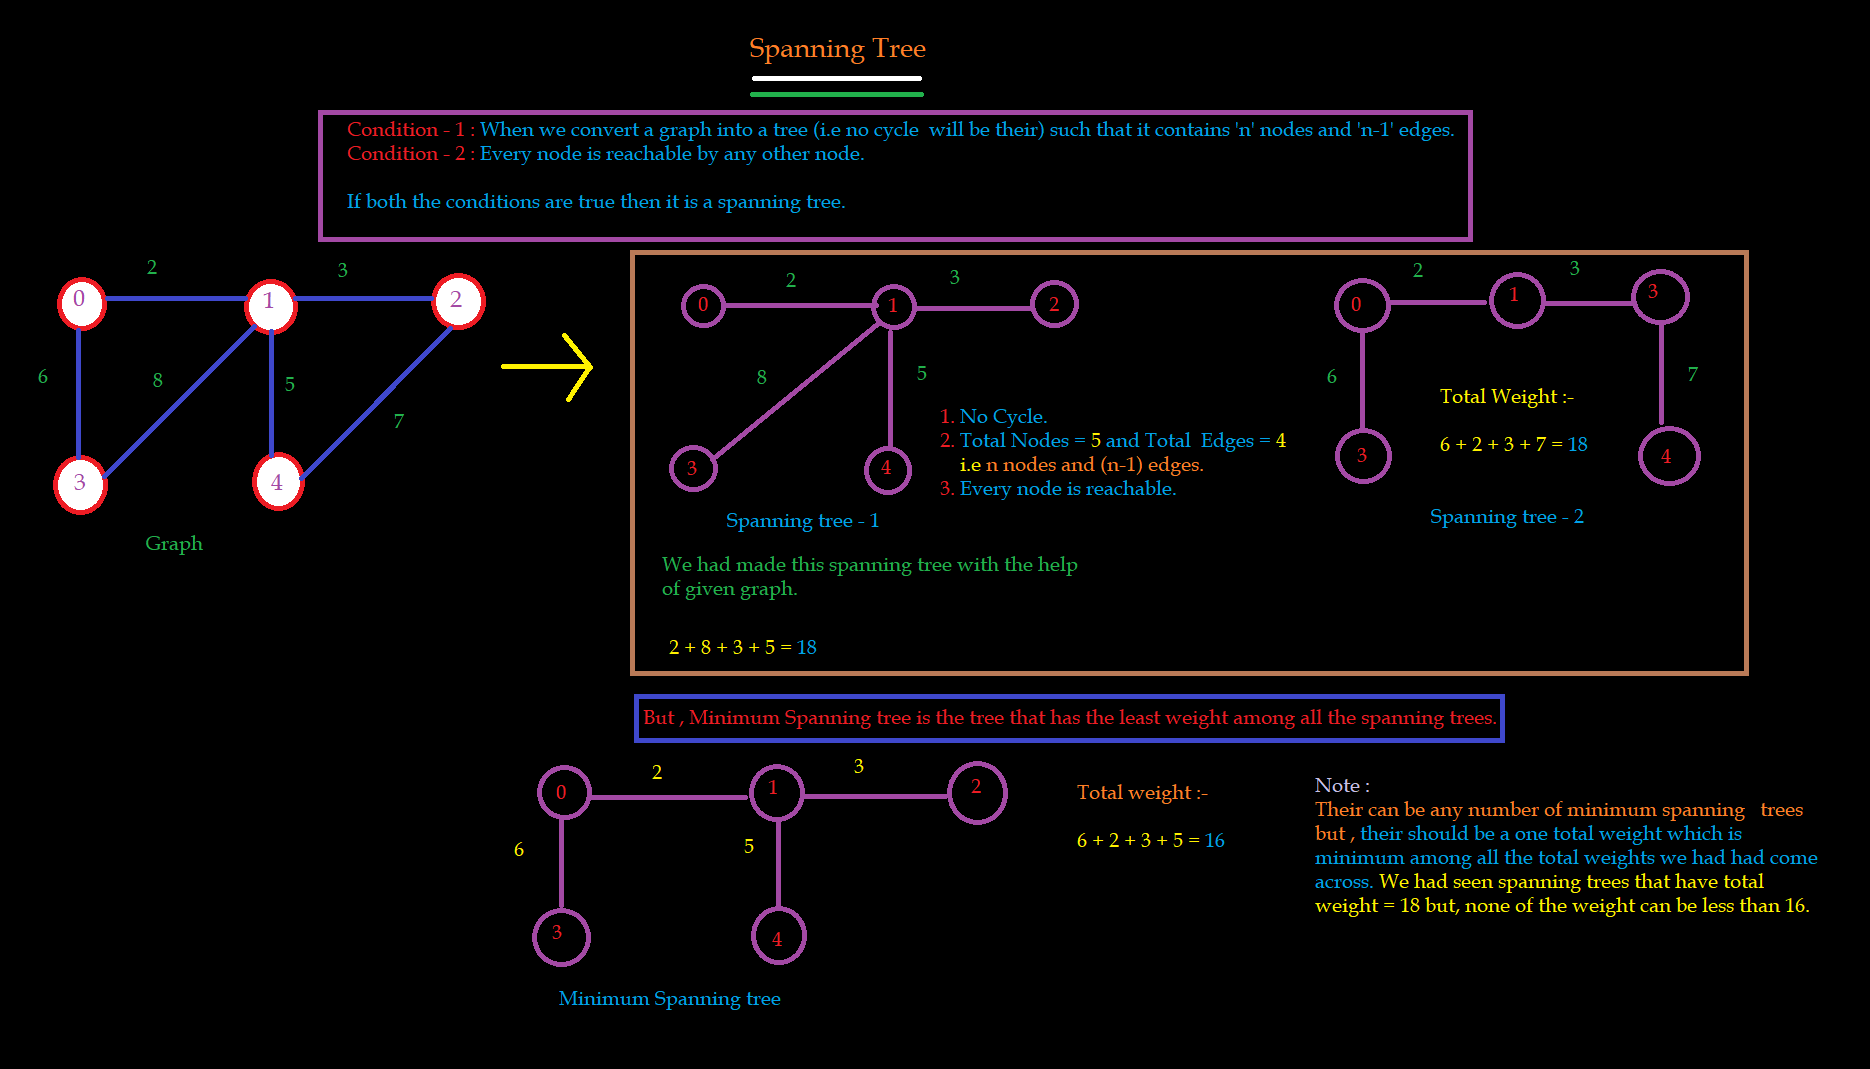 Spanning Tree
Condition - 1 : When we convert a graph into a tree (i.e no cycle  will be their) such that it contains 'n' nodes and 'n-1' edges.
Condition - 2 : Every node is reachable by any other node.
If both the conditions are true then it is a spanning tree.
2
3
0
1
2
6
8
5
7
3
4
Graph
2
3
0
1
2
8
5
3
4
1. No Cycle.
2. Total Nodes = 5 and Total  Edges = 4
i.e n nodes and (n-1) edges.
3. Every node is reachable.
Spanning tree - 1
We had made this spanning tree with the help
of given graph.
2 + 8 + 3 + 5 = 18
2
3
0
1
3
6
7
Total Weight :-
6 + 2 + 3 + 7 = 18
3
4
Spanning tree - 2
But , Minimum Spanning tree is the tree that has the least weight among all the spanning trees.
2
3
0
1
2
6
5
3
4
Minimum Spanning tree
Total weight :-
6 + 2 + 3 + 5 = 16
Note :
Their can be any number of minimum spanning   trees
but , their should be a one total weight which is
minimum among all the total weights we had had come
across. We had seen spanning trees that have total
weight = 18 but, none of the weight can be less than 16.